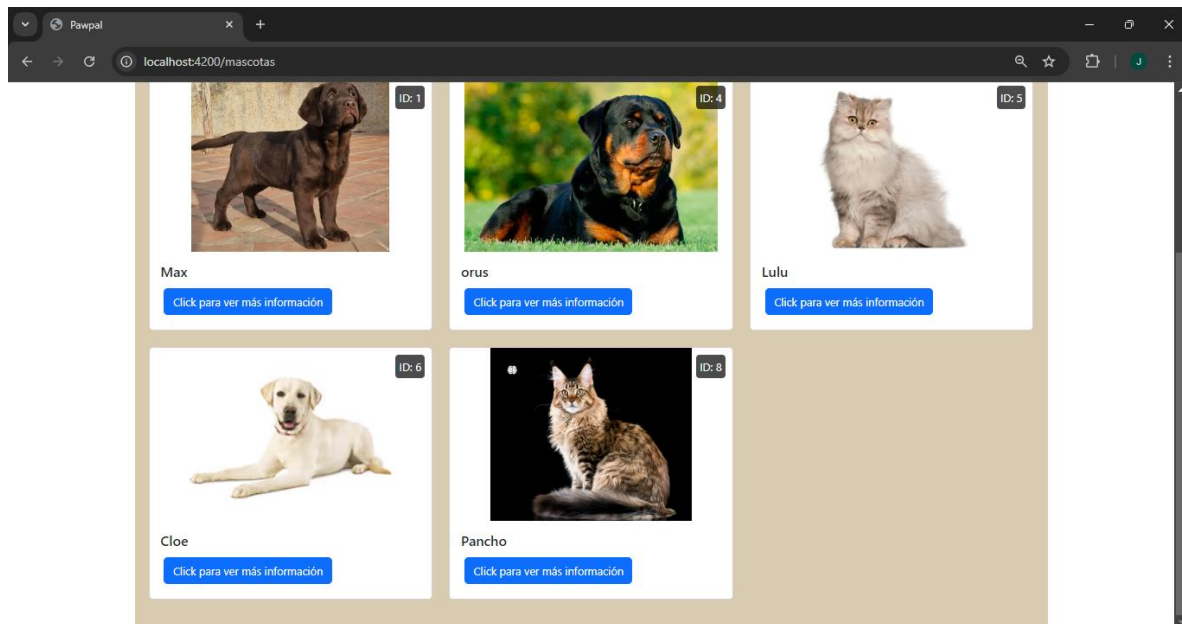 Pawpal
localhost:4200/mascotas
J
ID: 1
ID: 4
ID: 5
Max
orus
Lulu
Click para ver más información
Click para ver más información
Click para ver más información
ID: 6
ID: 8
Cloe
Pancho
Click para ver más información
Click para ver más información